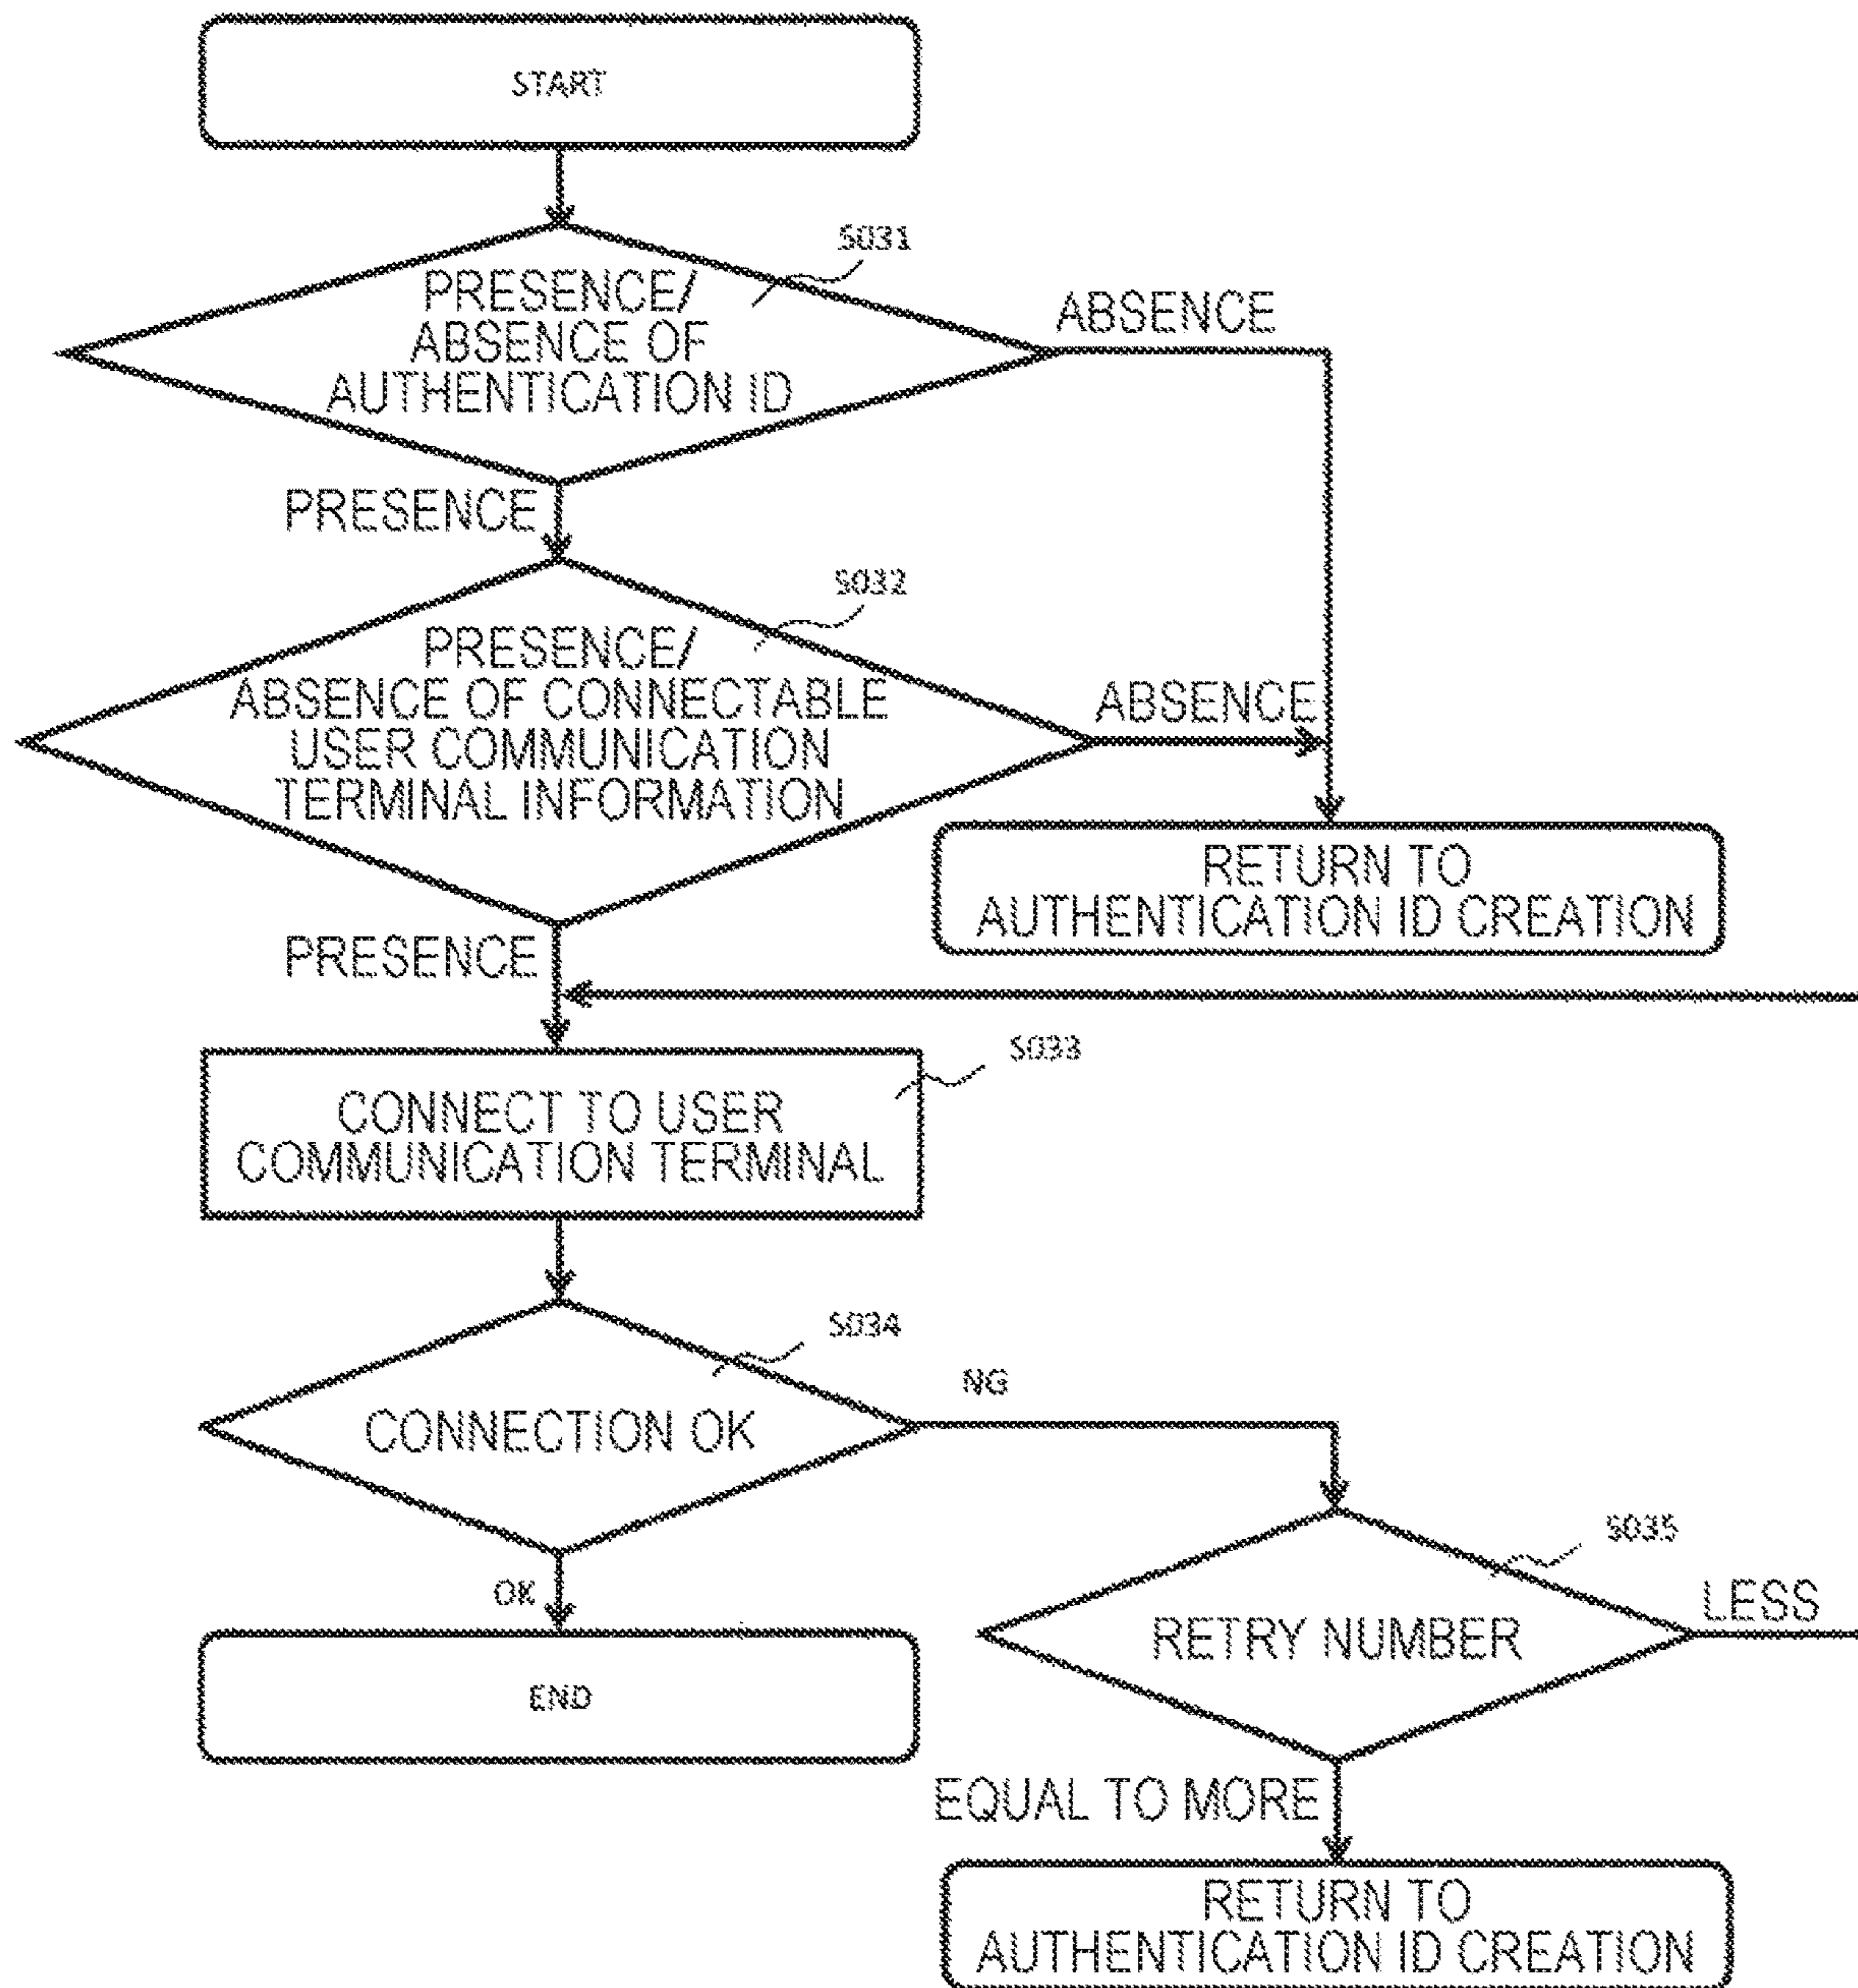 START
S031
PRESENCE/
ABSENCE OF
AUTHENTICATION ID
ABSENCE
PRESENCE
S032
PRESENCE/
ABSENCE OF CONNECTABLE
USER COMMUNICATION
TERMINAL INFORMATION
ABSENCE
RETURN TO
AUTHENTICATION ID CREATION
PRESENCE
S033
CONNECT TO USER
COMMUNICATION TERMINAL
S034
CONNECTION OK
NG
OK
END
S035
RETRY NUMBER
LESS
EQUAL TO MORE
RETURN TO
AUTHENTICATION ID CREATION